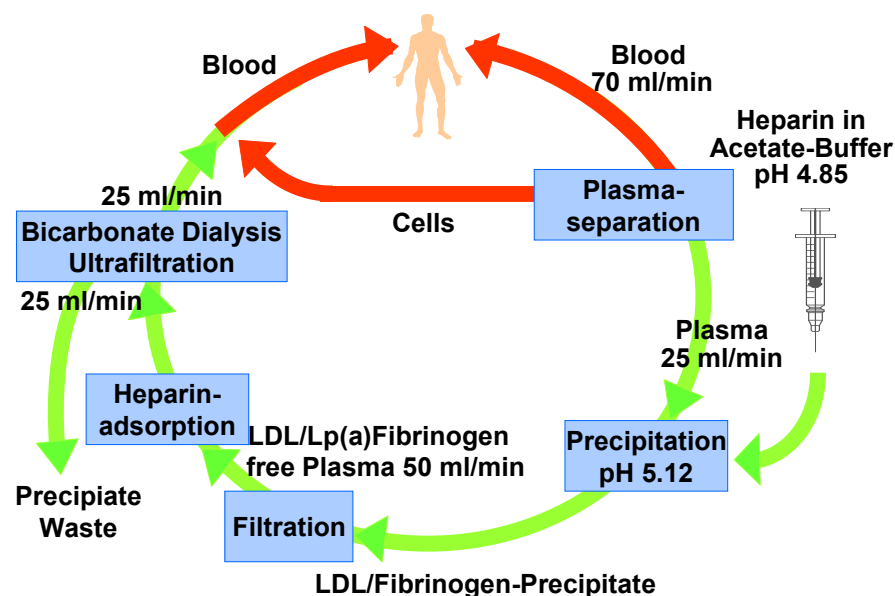 Blood
Blood
70 ml/min
Heparin in
Acetate-Buffer
pH 4.85
Plasma-
separation
Cells
25 ml/min
Bicarbonate Dialysis
Ultrafiltration
25 ml/min
Plasma
25 ml/min
Heparin-
adsorption
LDL/Lp(a)Fibrinogen
free Plasma 50 ml/min
Precipitation
pH 5.12
Precipiate
Waste
Filtration
LDL/Fibrinogen-Precipitate